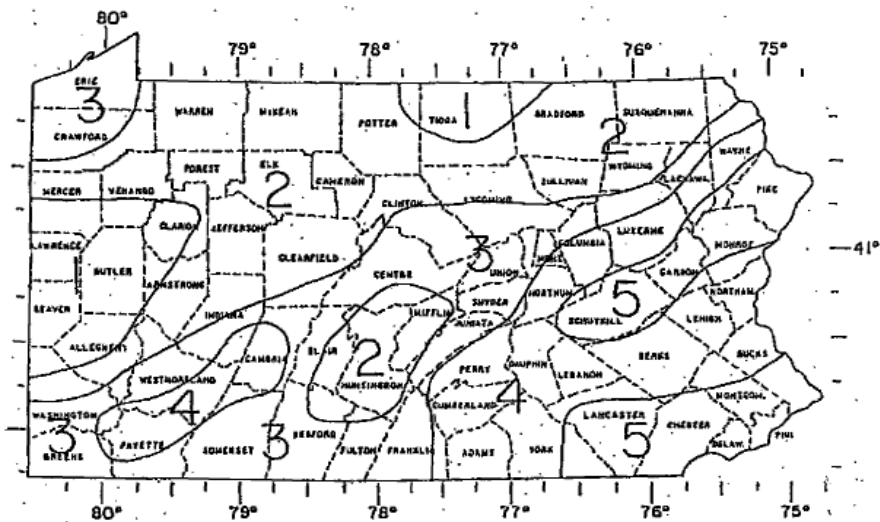 80°
79° 78° 77° 76° 75°
ERIE
3
CRAWFORD
WARREN
McKEAN
POTTER
TIOGA
1
BRADFORD
SUSQUEHANNA
2
WAYNE
FOREST
ELK
CAMERON
SULLIVAN
WYOMING
LACKAWA.
PIKE
MERCER
VENANGO
2
CLINTON
LYCOMING
LUZERNE
CLARION
JEFFERSON
COLUMBIA
MONROE
LAWRENCE
CLEARFIELD
3
UNION
MONT.
41°
BUTLER
ARMSTRONG
CENTRE
CARBON
BEAVER
INDIANA
MIFFLIN
SNYDER
NORTHUM
5
NORTHAM.
JUNIATA
SCHUYLKILL
LEHIGH
ALLEGHENY
CAMBRIA
BLAIR
2
PERRY
DAUPHIN
LEBANON
BERKS
BUCKS
WESTMORELAND
HUNTINGDON
4
CUMBERLAND
4
MONTGOM.
WASHINGTON
LANCASTER
CHESTER
3
FAYETTE
SOMERSET
3
BEDFORD
FULTON
FRANKLIN
ADAMS
YORK
5
DELAW.
PHIL
GREENE
80° 79° 78° 77° 76° 75°